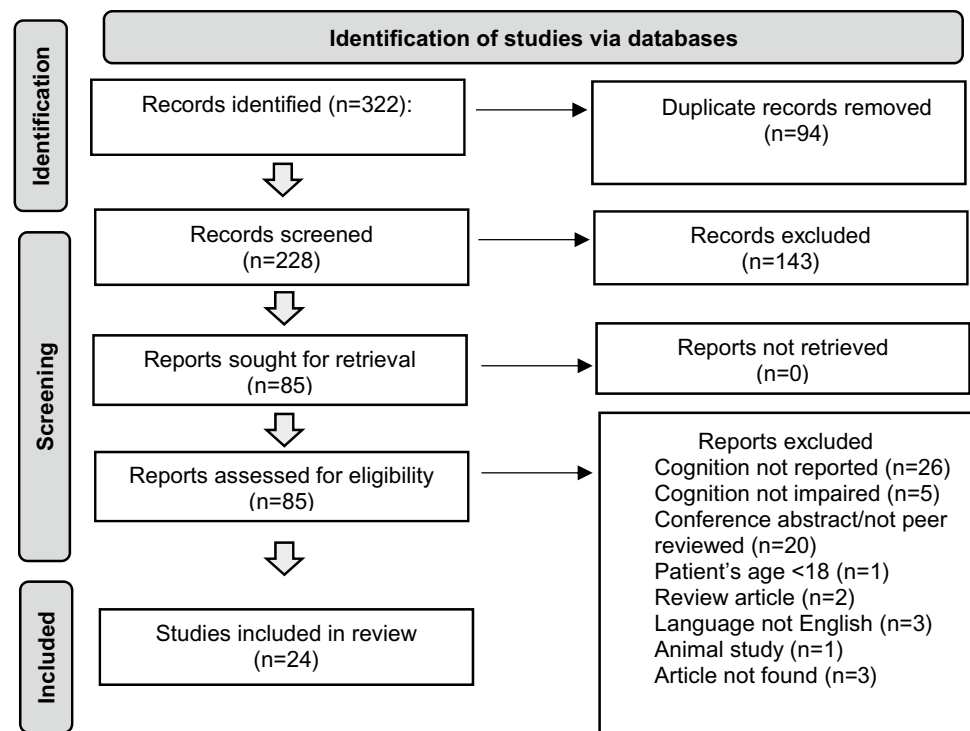 Identification of studies via databases
Identification
Records identified (n=322):
Duplicate records removed
(n=94)
Screening
Records screened
(n=228)
Records excluded
(n=143)
Reports sought for retrieval
(n=85)
Reports not retrieved
(n=0)
Reports assessed for eligibility
(n=85)
Reports excluded
Cognition not reported (n=26)
Cognition not impaired (n=5)
Conference abstract/not peer
reviewed (n=20)
Patient’s age <18 (n=1)
Review article (n=2)
Language not English (n=3)
Animal study (n=1)
Article not found (n=3)
Included
Studies included in review
(n=24)